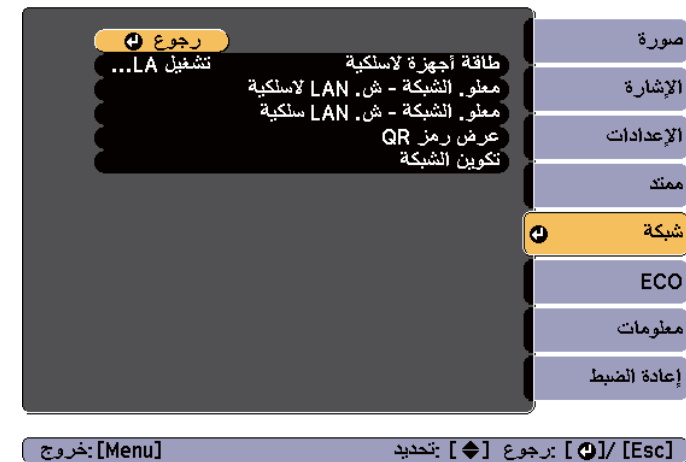 صورة
الإشارة
الإعدادات
ممتد
شبكة
ECO
معلومات
إعادة الضبط
رجوع
طاقة أجهزة لاسلكية تشغيل LA...
معلو. الشبكة - ش. LAN لاسلكية
معلو. الشبكة - ش. LAN سلكية
عرض رمز QR
تكوين الشبكة
[Esc] /[ ] :رجوع [ ] :تحديد [Menu] :خروج